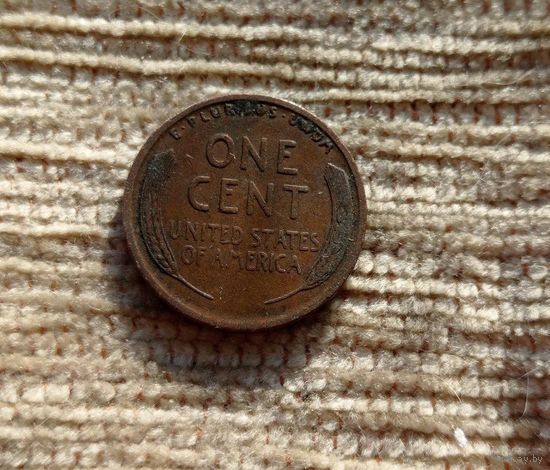 E·PLURIBUS·UNUM
ONE
CENT
UNITED STATES
OF AMERICA